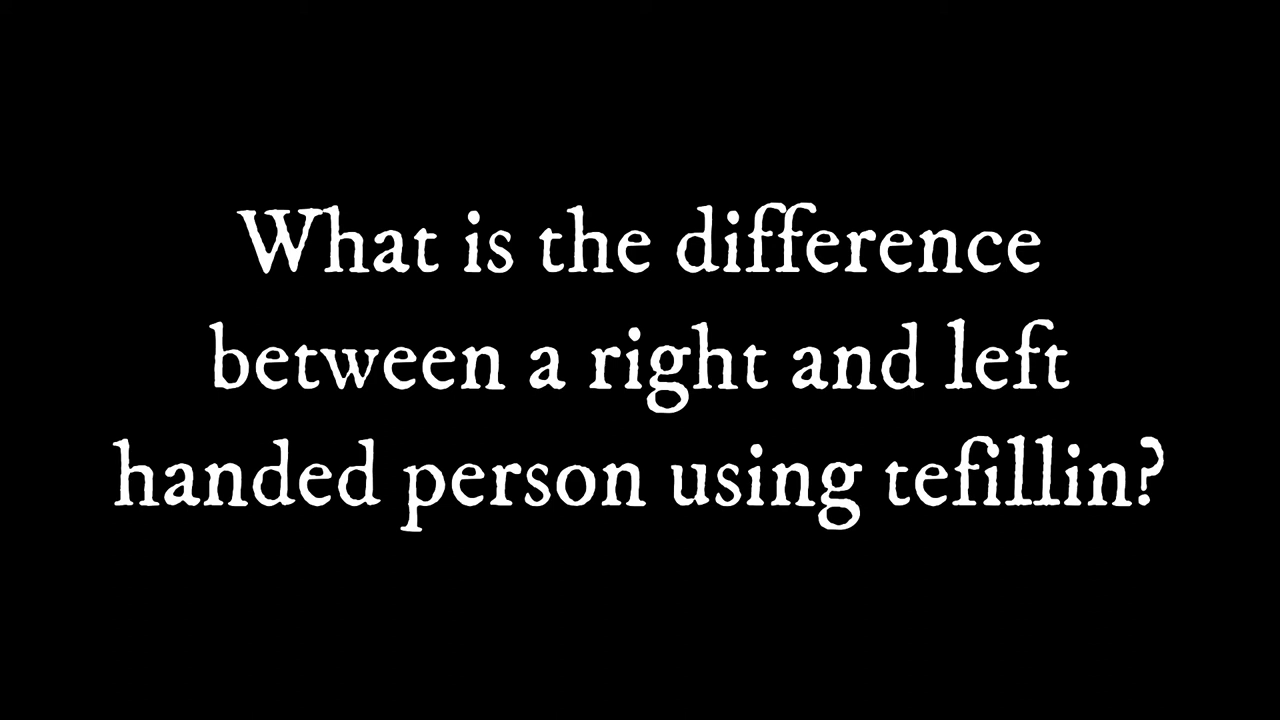 What is the difference
between a right and left
handed person using tefillin?